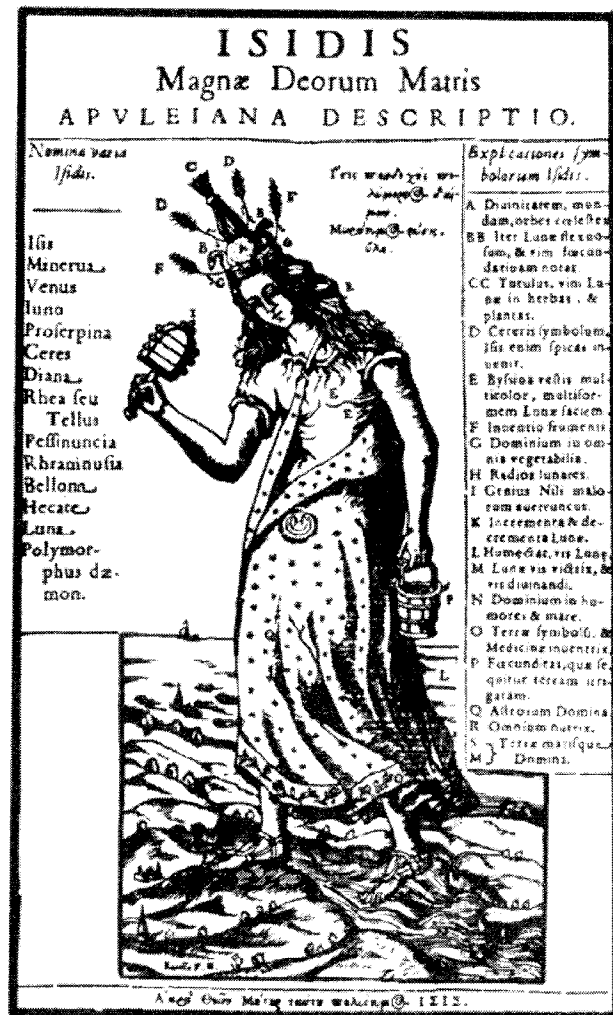 ISIDIS
Magnæ Deorum Matris
APVLEIANA DESCRIPTIO.
Nomina varia
Isidis.
Isis
Minerua
Venus
Iuno
Proserpina
Ceres
Diana
Rhea seu
Tellus
Pessinuncia
Rhramnusia
Bellona
Hecate
Luna
Polymor-
phus dæ-
mon.
Explicationes sym-
bolorum Isidis.
A Diuinitatem, mun-
dam, orbes cœlestes
BB Iter Lunæ flexuo-
sum, & vim fœcun-
datiuam notat.
CC Tutulus, vim Lu-
næ in herbas, &
plantas.
D Cereris symbolum,
Isis enim spicas in-
uenit.
E Byssina vestis mul-
ticolor, multifor-
mem Lunæ faciem.
F Inuentio frumenti
G Dominium in om-
nia vegetabilia.
H Radios lunares.
I Genius Nili malo-
rum auerruncus.
K Incrementa & de-
crementa Lunæ.
L Humectat, vis Lunæ.
M Lunæ vis victrix, &
vis diuinandi.
N Dominium in hu-
mores & mare.
O Terræ symbolũ, &
Medicinæ inuentrix.
P Fœcunditas, quæ se-
quitur terram irri-
gatam.
Q Astrorum Domina
R Omnium nutrix.
S } Terræ marisque
M } Domina.
C
D
D
E
B
B
A
G
F
G
E
E
E
Q
L
P
ΙΣΙΣ.